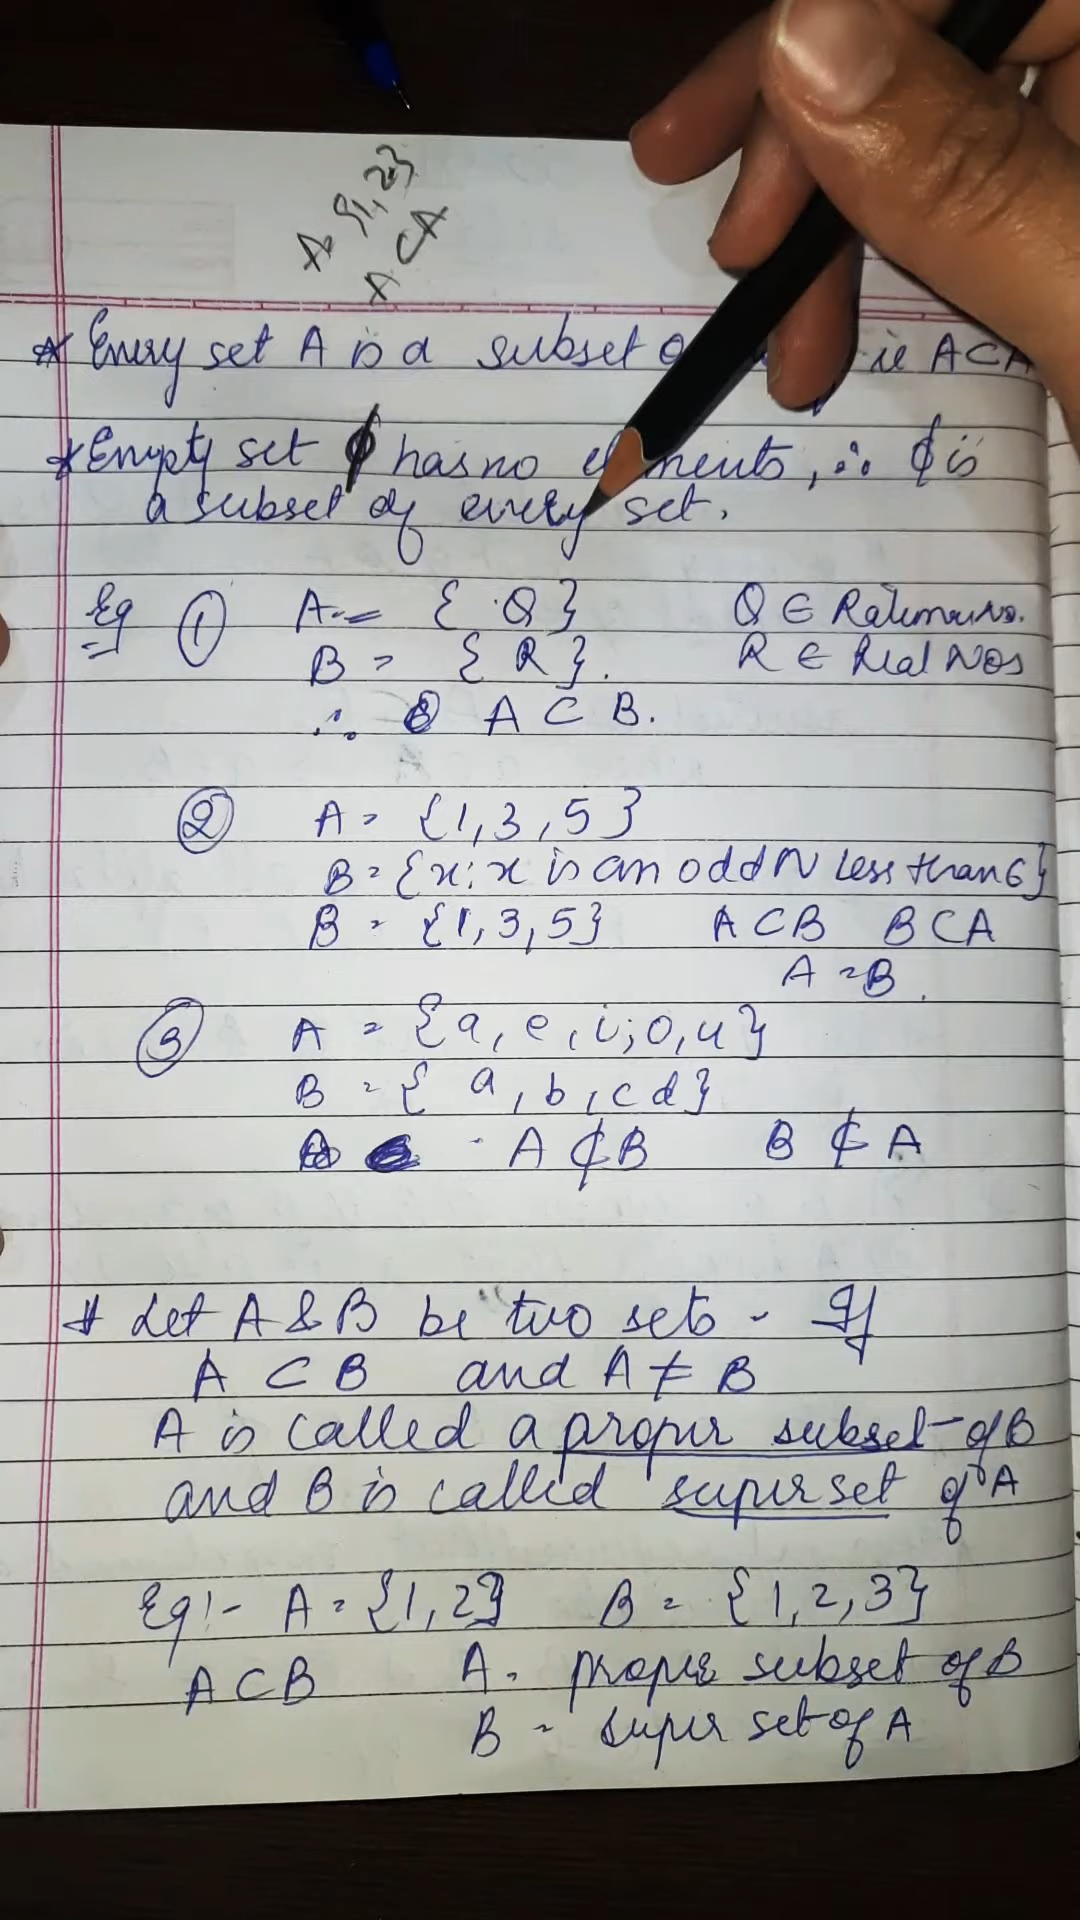 A = {1,2}
A ⊂ A
* Every set A is a subset ie A⊂A
* Empty set ϕ has no elements, ∴ ϕ is
a subset of every set.
Eg ① A = { Q } Q ∈ Rational Nos.
B = { R }. R ∈ Real Nos
∴ A ⊂ B.
② A = {1,3,5}
B = {x: x is an odd N less than 6}
B = {1,3,5} A ⊂ B B ⊂ A
A = B.
③ A = {a, e, i, o, u}
B = { a, b, c d}
A ⊄ B B ⊄ A
* Let A & B be two sets - If
A ⊂ B and A ≠ B
A is called a proper subset of B
and B is called superset of A
Eg:- A = {1,2} B = {1,2,3}
A ⊂ B A = proper subset of B
B = super set of A